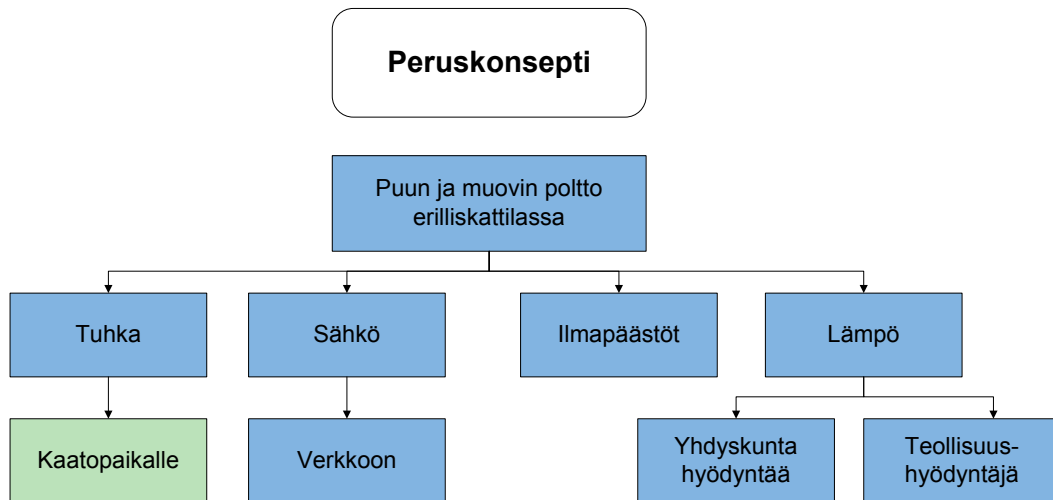 Peruskonsepti
Puun ja muovin poltto
erilliskattilassa
Tuhka
Sähkö
Ilmapäästöt
Lämpö
Kaatopaikalle
Verkkoon
Yhdyskunta
hyödyntää
Teollisuus-
hyödyntäjä